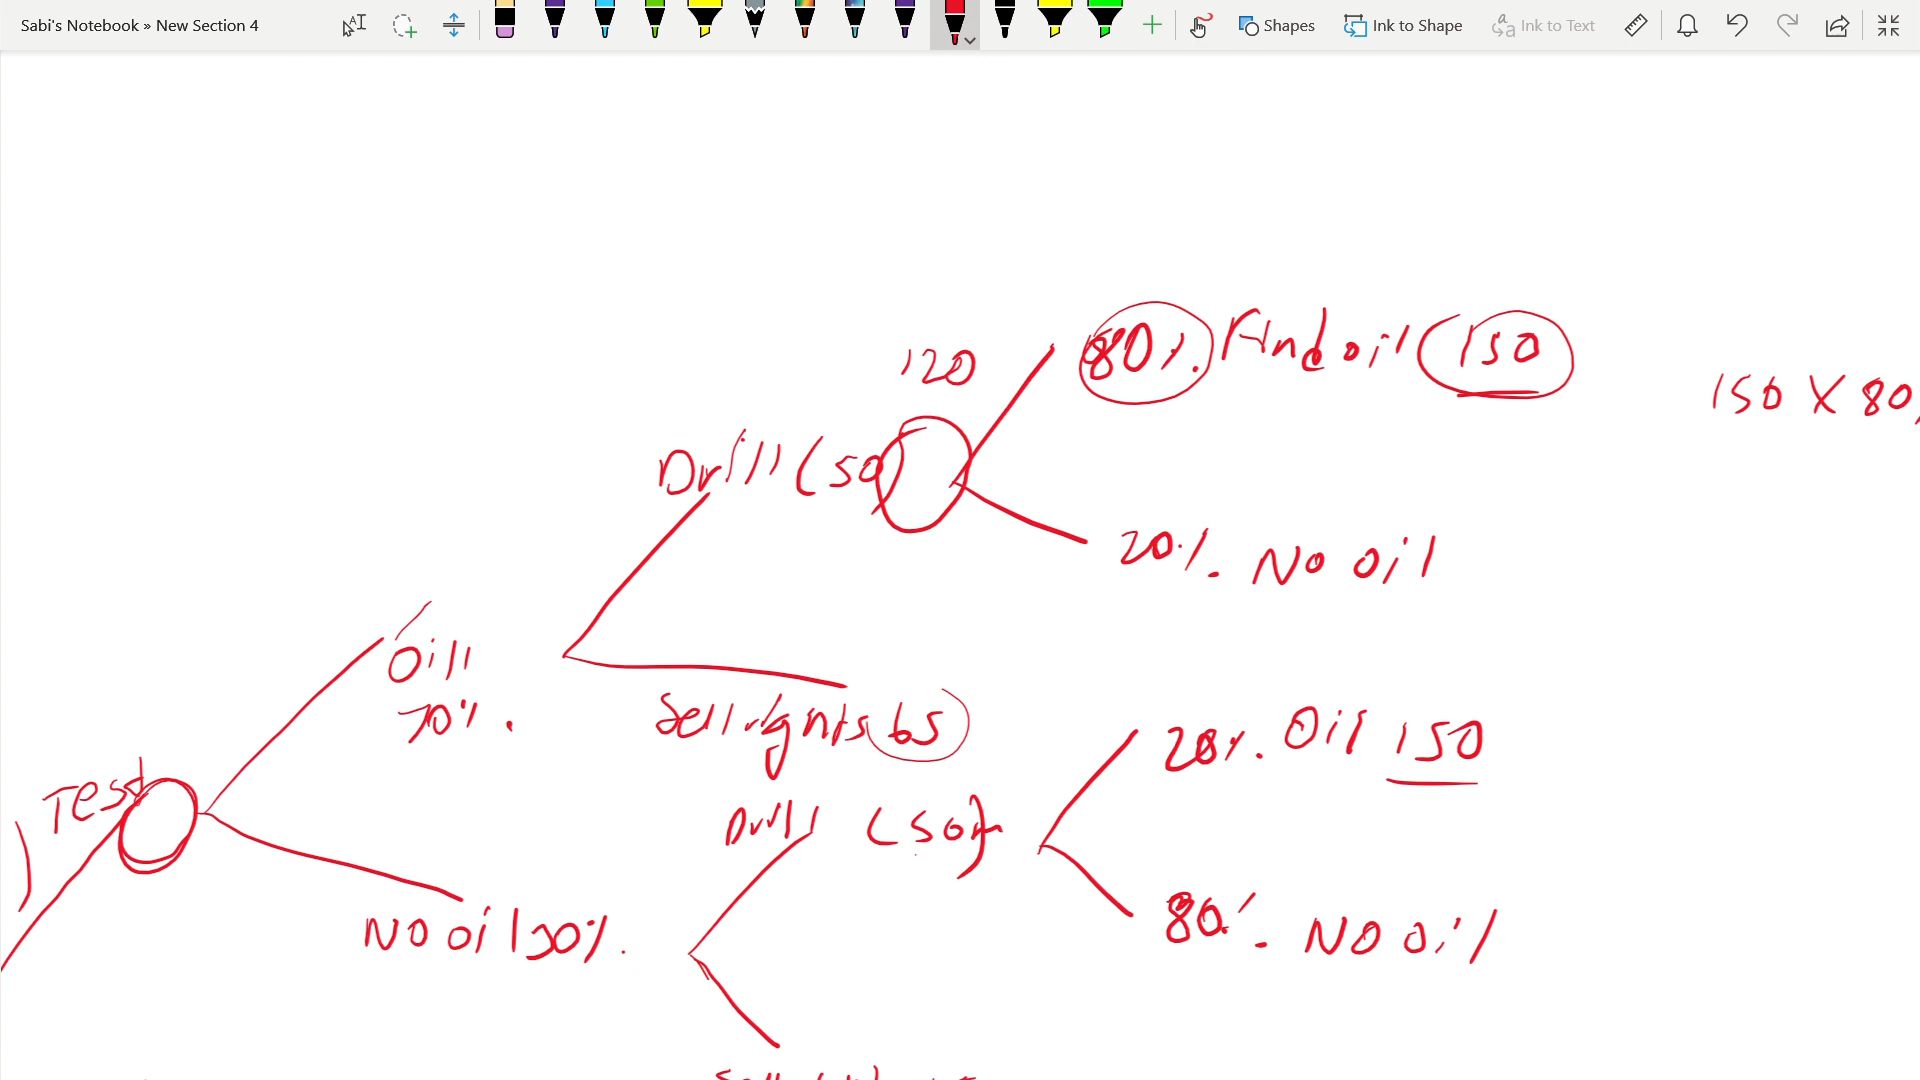 Sabi's Notebook » New Section 4
Shapes
Ink to Shape
Ink to Text
80%. Find oil (150)
150 X 80
120
Drill (50)
20%. No oil
Oill
70%.
Sell rights 65
20%. Oil 150
Test
Drill (50)
80%. No oil
No oil 30%.